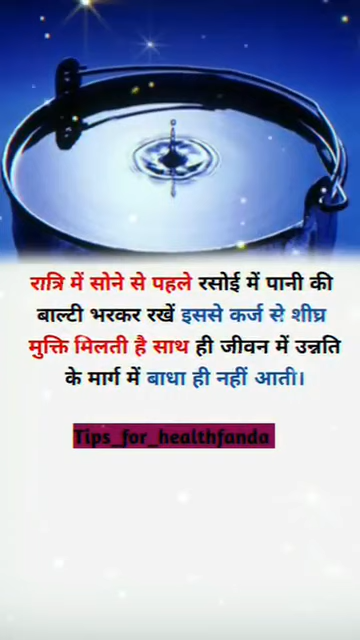 रात्रि में सोने से पहले रसोई में पानी की
बाल्टी भरकर रखें इससे कर्ज से शीघ्र
मुक्ति मिलती है साथ ही जीवन में उन्नति
के मार्ग में बाधा ही नहीं आती।
Tips_for_healthfanda